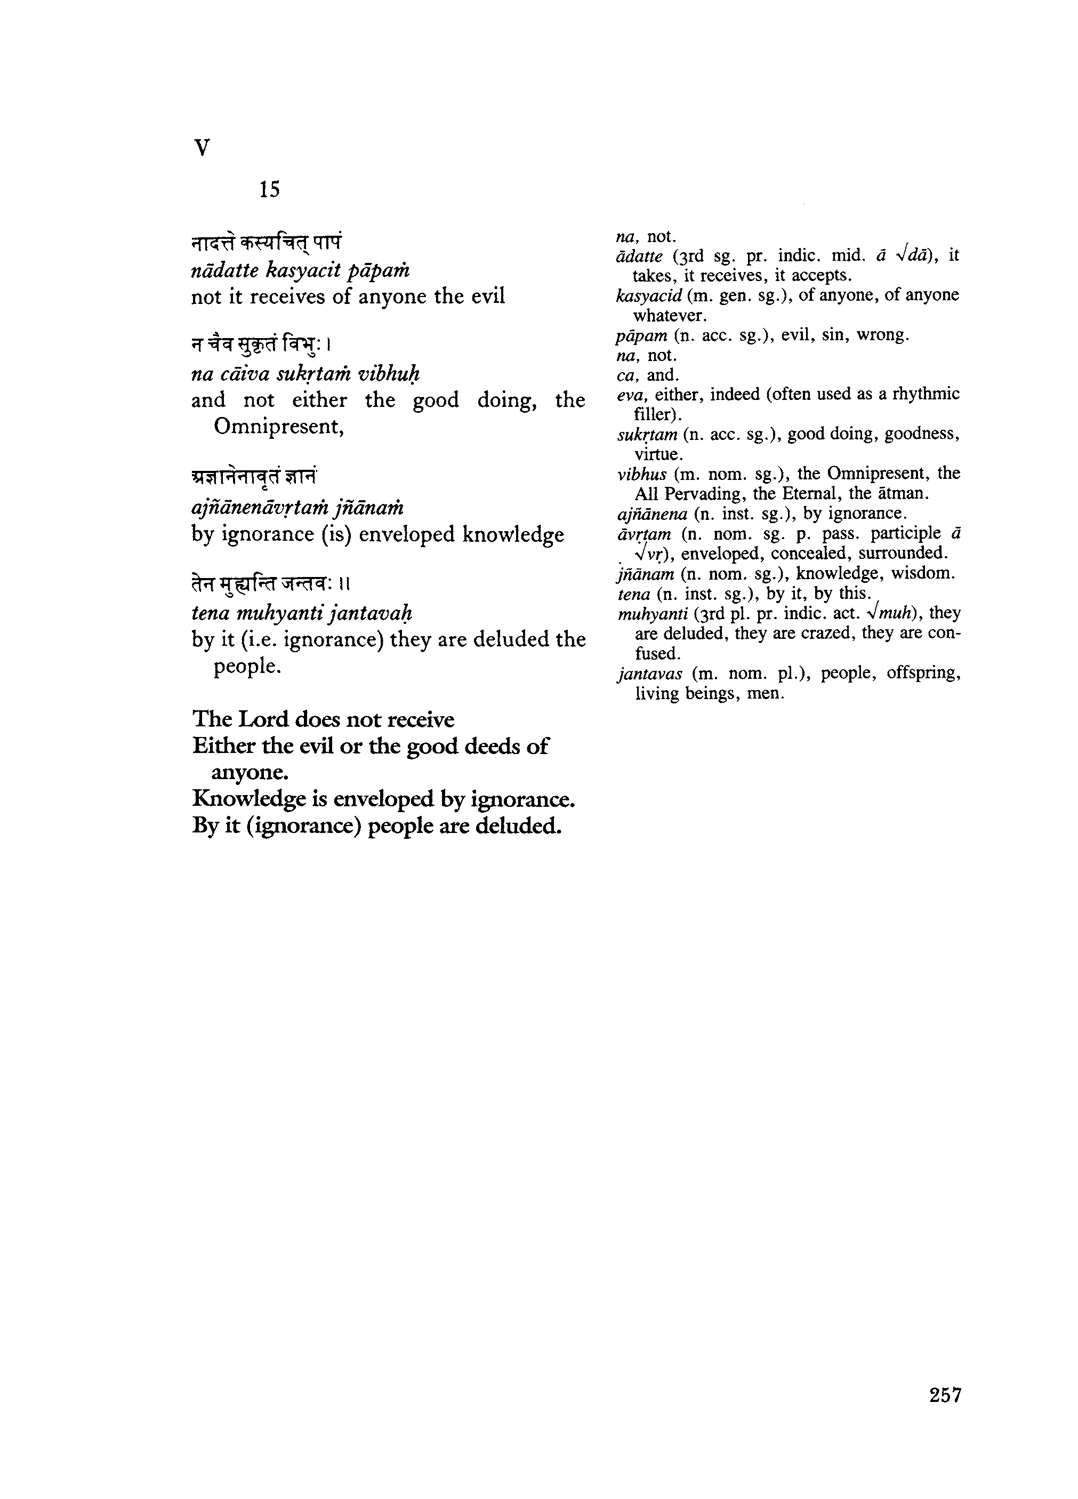 V
15
नादत्ते कस्यचित् पापं
nādatte kasyacit pāpaṁ
not it receives of anyone the evil
न चैव सुकृतं विभुः ।
na cāiva sukṛtaṁ vibhuḥ
and not either the good doing, the
Omnipresent,
अज्ञानेनावृतं ज्ञानं
ajñānenāvṛtaṁ jñānaṁ
by ignorance (is) enveloped knowledge
तेन मुह्यन्ति जन्तवः ॥
tena muhyanti jantavaḥ
by it (i.e. ignorance) they are deluded the
people.
The Lord does not receive
Either the evil or the good deeds of
anyone.
Knowledge is enveloped by ignorance.
By it (ignorance) people are deluded.
na, not.
ādatte (3rd sg. pr. indic. mid. ā √dā), it
takes, it receives, it accepts.
kasyacid (m. gen. sg.), of anyone, of anyone
whatever.
pāpam (n. acc. sg.), evil, sin, wrong.
na, not.
ca, and.
eva, either, indeed (often used as a rhythmic
filler).
sukṛtam (n. acc. sg.), good doing, goodness,
virtue.
vibhus (m. nom. sg.), the Omnipresent, the
All Pervading, the Eternal, the ātman.
ajñānena (n. inst. sg.), by ignorance.
āvṛtam (n. nom. sg. p. pass. participle ā
√vṛ), enveloped, concealed, surrounded.
jñānam (n. nom. sg.), knowledge, wisdom.
tena (n. inst. sg.), by it, by this.
muhyanti (3rd pl. pr. indic. act. √muh), they
are deluded, they are crazed, they are con-
fused.
jantavas (m. nom. pl.), people, offspring,
living beings, men.
257